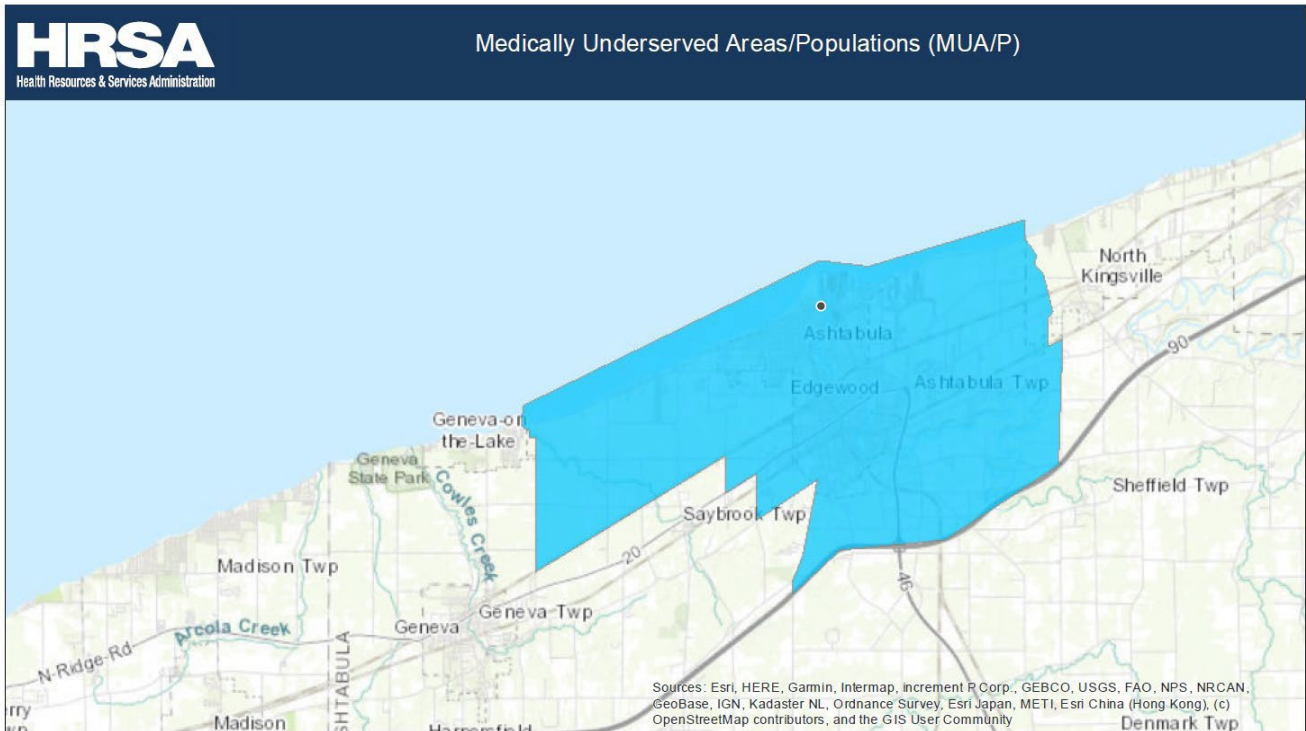 HRSA
Health Resources & Services Administration
Medically Underserved Areas/Populations (MUA/P)
North
Kingsville
90
Ashtabula
Edgewood
Ashtabula Twp
Geneva-on
the-Lake
Geneva
State Park
Cowles Creek
Sheffield Twp
Saybrook Twp
20
46
Madison Twp
Geneva Twp
Arcola Creek
Geneva
N-Ridge-Rd
SHTABULA
Madison
Harpersfield
Denmark Twp
Sources: Esri, HERE, Garmin, Intermap, increment P Corp., GEBCO, USGS, FAO, NPS, NRCAN,
GeoBase, IGN, Kadaster NL, Ordnance Survey, Esri Japan, METI, Esri China (Hong Kong), (c)
OpenStreetMap contributors, and the GIS User Community